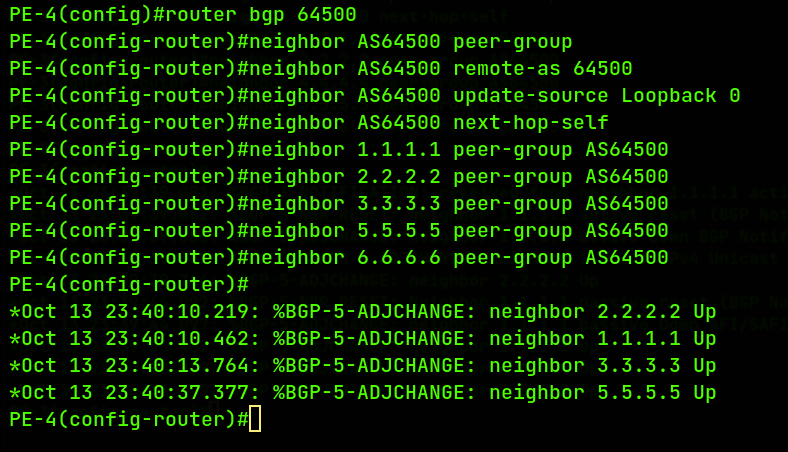 PE-4(config)#router bgp 64500
PE-4(config-router)#neighbor AS64500 peer-group
PE-4(config-router)#neighbor AS64500 remote-as 64500
PE-4(config-router)#neighbor AS64500 update-source Loopback 0
PE-4(config-router)#neighbor AS64500 next-hop-self
PE-4(config-router)#neighbor 1.1.1.1 peer-group AS64500
PE-4(config-router)#neighbor 2.2.2.2 peer-group AS64500
PE-4(config-router)#neighbor 3.3.3.3 peer-group AS64500
PE-4(config-router)#neighbor 5.5.5.5 peer-group AS64500
PE-4(config-router)#neighbor 6.6.6.6 peer-group AS64500
PE-4(config-router)#
*Oct 13 23:40:10.219: %BGP-5-ADJCHANGE: neighbor 2.2.2.2 Up
*Oct 13 23:40:10.462: %BGP-5-ADJCHANGE: neighbor 1.1.1.1 Up
*Oct 13 23:40:13.764: %BGP-5-ADJCHANGE: neighbor 3.3.3.3 Up
*Oct 13 23:40:37.377: %BGP-5-ADJCHANGE: neighbor 5.5.5.5 Up
PE-4(config-router)#